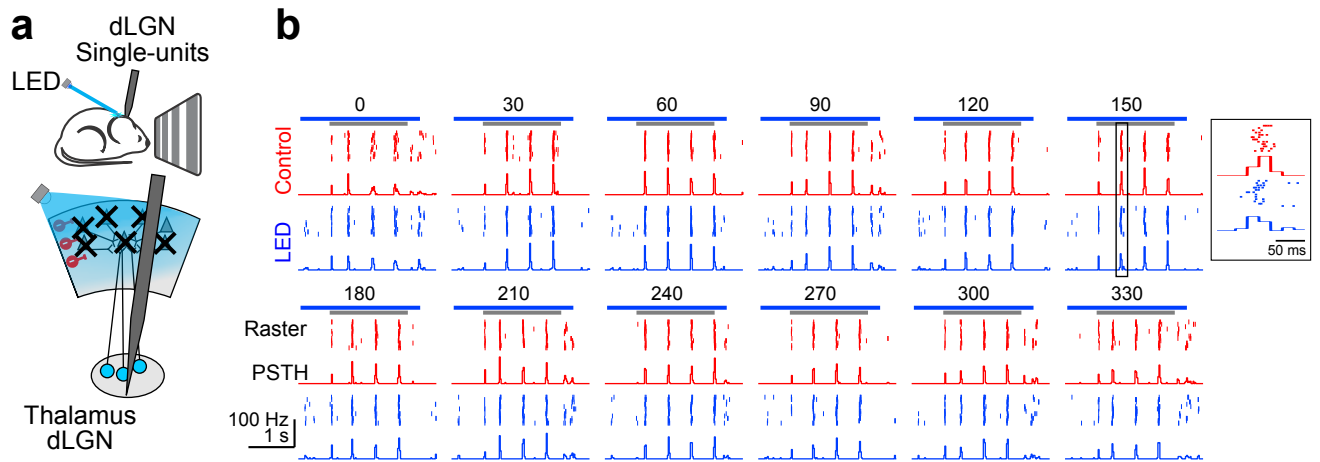 a
dLGN
Single-units
LED
Thalamus
dLGN
b
0 30 60 90 120 150
Control
LED
50 ms
180 210 240 270 300 330
Raster
PSTH
100 Hz
1 s